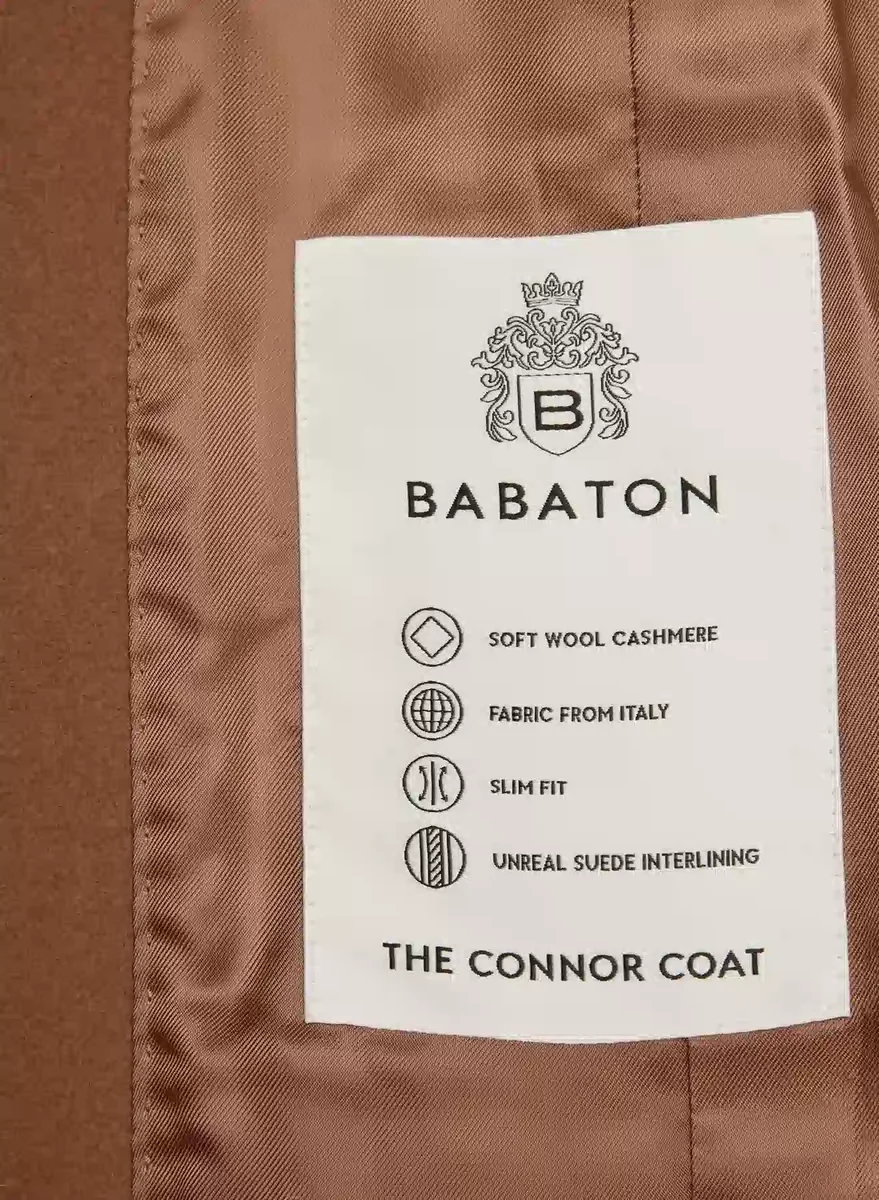 B
BABATON
SOFT WOOL CASHMERE
FABRIC FROM ITALY
SLIM FIT
UNREAL SUEDE INTERLINING
THE CONNOR COAT